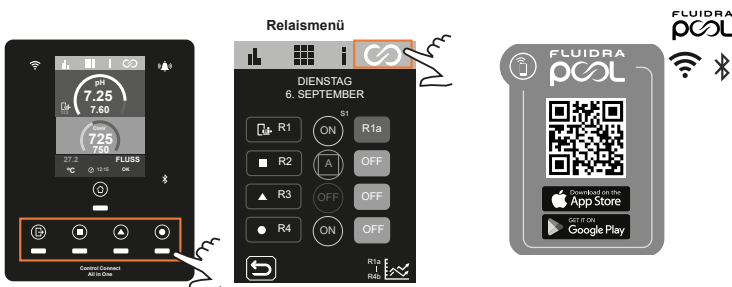 Relaismenü
FLUIDRA
POOL
pH
7.25
7.60
725
750
27.2
FLUSS
ºC
12:15
OK
Control Connect
All in One
DIENSTAG
6. SEPTEMBER
S1
R1
ON
R1a
R2
A
OFF
R3
OFF
OFF
R4
ON
OFF
R1a
R4b
FLUIDRA
POOL
Download on the
App Store
GET IT ON
Google Play